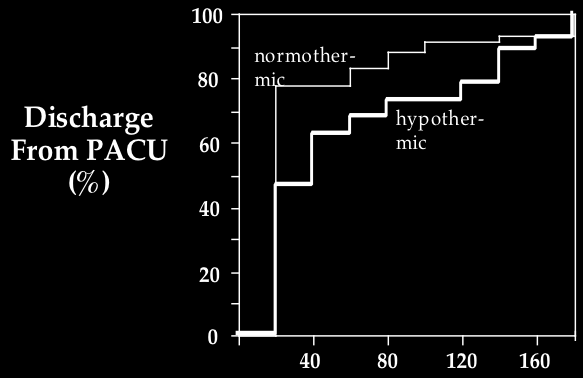 100
normother-
mic
80
Discharge
From PACU
(%)
hypother-
mic
60
40
20
0
40
80
120
160